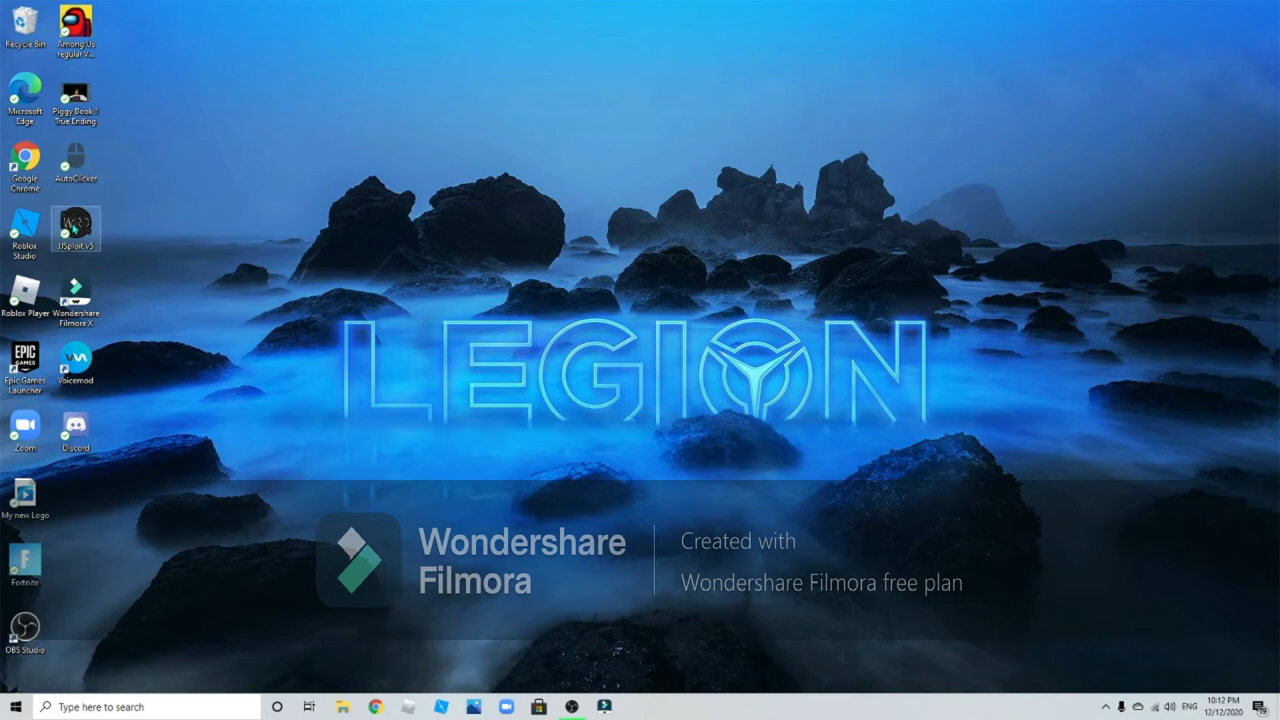 Recycle Bin
Among Us
regular V...
Microsoft
Edge
Piggy Book 1
True Ending
Google
Chrome
AutoClicker
Roblox
Studio
JJSploit v5
Roblox Player
Wondershare
Filmora X
EPIC
GAMES
Epic Games
Launcher
Voicemod
Zoom
Discord
My new Logo
Fortnite
OBS Studio
LEGION
Wondershare
Filmora
Created with
Wondershare Filmora free plan
Type here to search
ENG
10:12 PM
12/12/2020
19